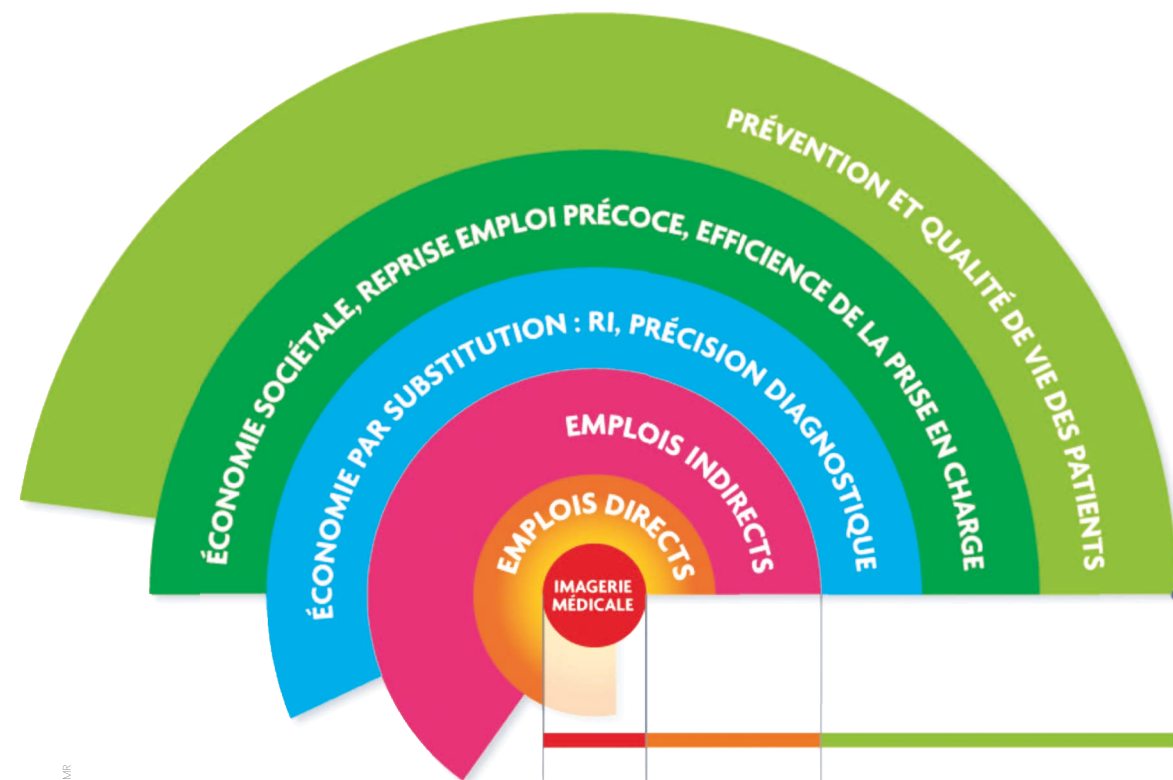 PRÉVENTION ET QUALITÉ DE VIE DES PATIENTS
ÉCONOMIE SOCIÉTALE, REPRISE EMPLOI PRÉCOCE, EFFICIENCE DE LA PRISE EN CHARGE
ÉCONOMIE PAR SUBSTITUTION : RI, PRÉCISION DIAGNOSTIQUE
EMPLOIS INDIRECTS
EMPLOIS DIRECTS
IMAGERIE
MÉDICALE
MR